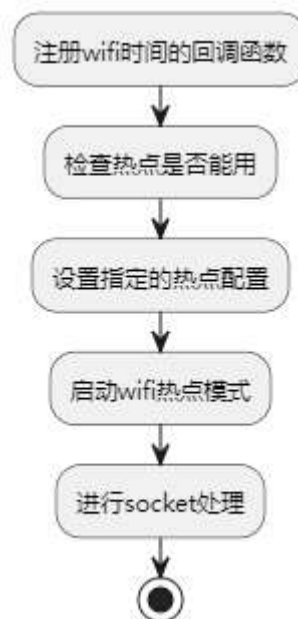 注册wifi时间的回调函数
检查热点是否能用
设置指定的热点配置
启动wifi热点模式
进行socket处理